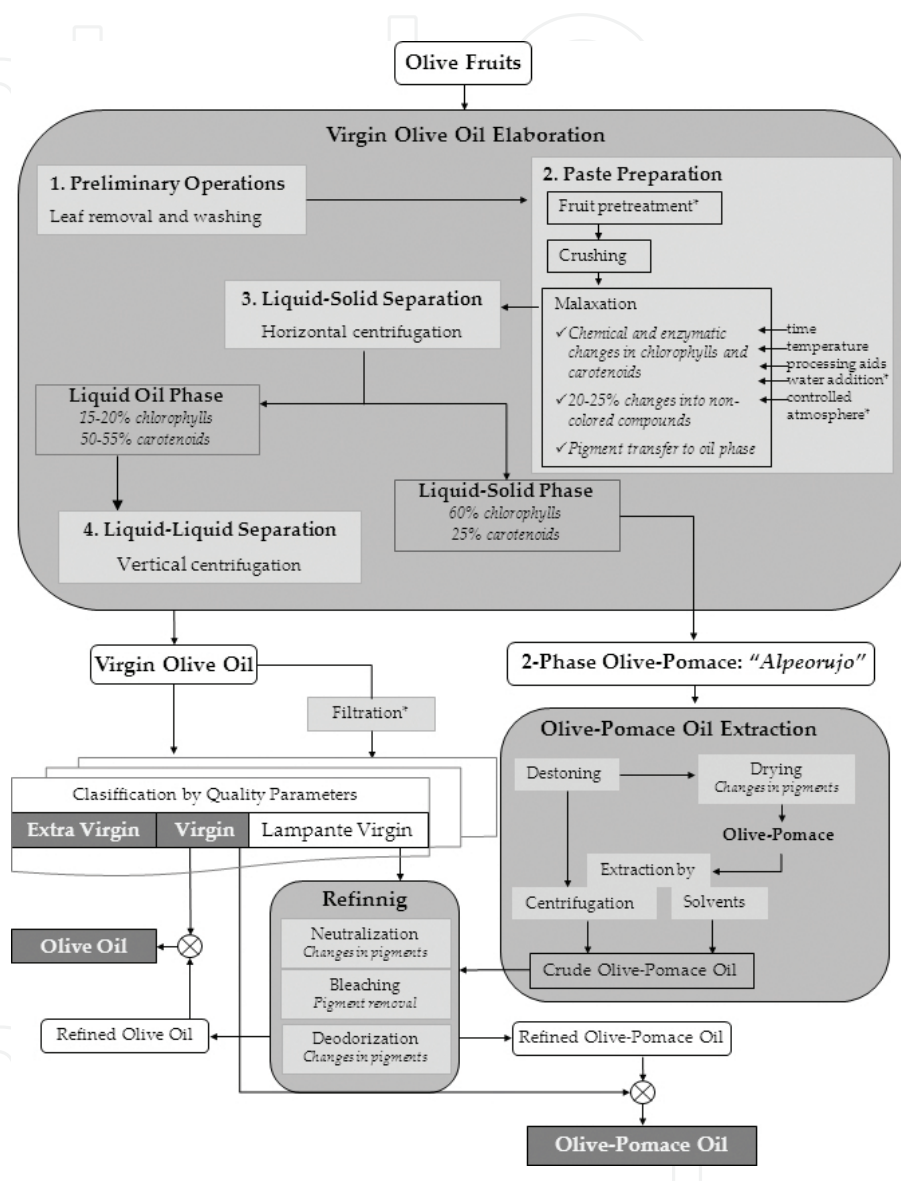 Olive Fruits
Virgin Olive Oil Elaboration
1. Preliminary Operations
Leaf removal and washing
2. Paste Preparation
Fruit pretreatment*
Crushing
Malaxation
✓Chemical and enzymatic
changes in chlorophylls and
carotenoids
✓20-25% changes into non-
colored compounds
✓Pigment transfer to oil phase
time
temperature
processing aids
water addition*
controlled
atmosphere*
3. Liquid-Solid Separation
Horizontal centrifugation
Liquid Oil Phase
15-20% chlorophylls
50-55% carotenoids
Liquid-Solid Phase
60% chlorophylls
25% carotenoids
4. Liquid-Liquid Separation
Vertical centrifugation
Virgin Olive Oil
2-Phase Olive-Pomace: "Alpeorujo"
Filtration*
Clasiffication by Quality Parameters
Extra Virgin
Virgin
Lampante Virgin
Olive-Pomace Oil Extraction
Destoning
Drying
Changes in pigments
Olive-Pomace
Extraction by
Centrifugation
Solvents
Crude Olive-Pomace Oil
Refinnig
Neutralization
Changes in pigments
Bleaching
Pigment removal
Deodorization
Changes in pigments
Olive Oil
Refined Olive Oil
Refined Olive-Pomace Oil
Olive-Pomace Oil